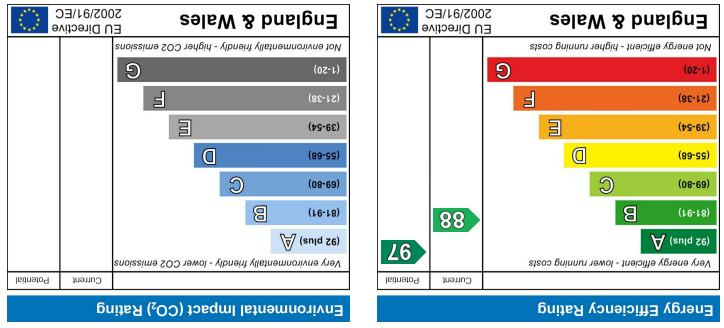 Energy Efficiency Rating
Current Potential
Very energy efficient - lower running costs
(92 plus) A
97
(81-91) B
88
(69-80) C
(55-68) D
(39-54) E
(21-38) F
(1-20) G
Not energy efficient - higher running costs
England & Wales
EU Directive
2002/91/EC
Environmental Impact (CO₂) Rating
Current Potential
Very environmentally friendly - lower CO2 emissions
(92 plus) A
(81-91) B
(69-80) C
(55-68) D
(39-54) E
(21-38) F
(1-20) G
Not environmentally friendly - higher CO2 emissions
England & Wales
EU Directive
2002/91/EC